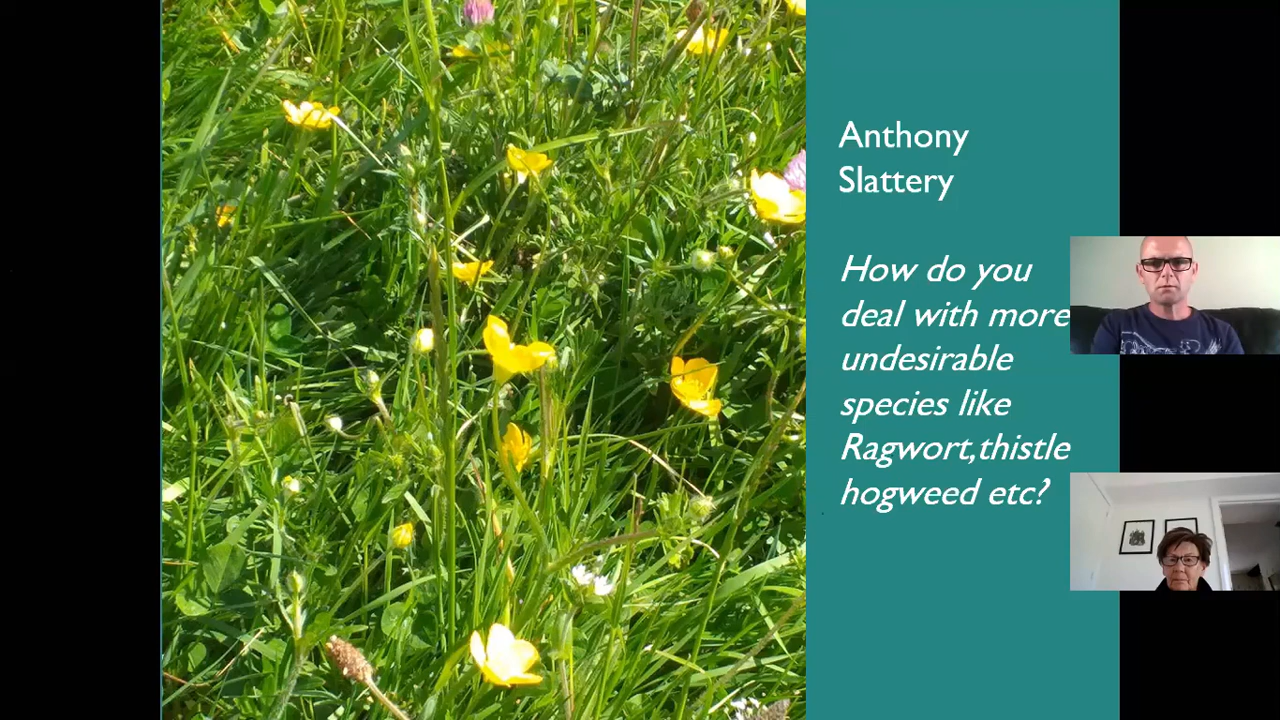 Anthony
Slattery
How do you
deal with more
undesirable
species like
Ragwort,thistle
hogweed etc?